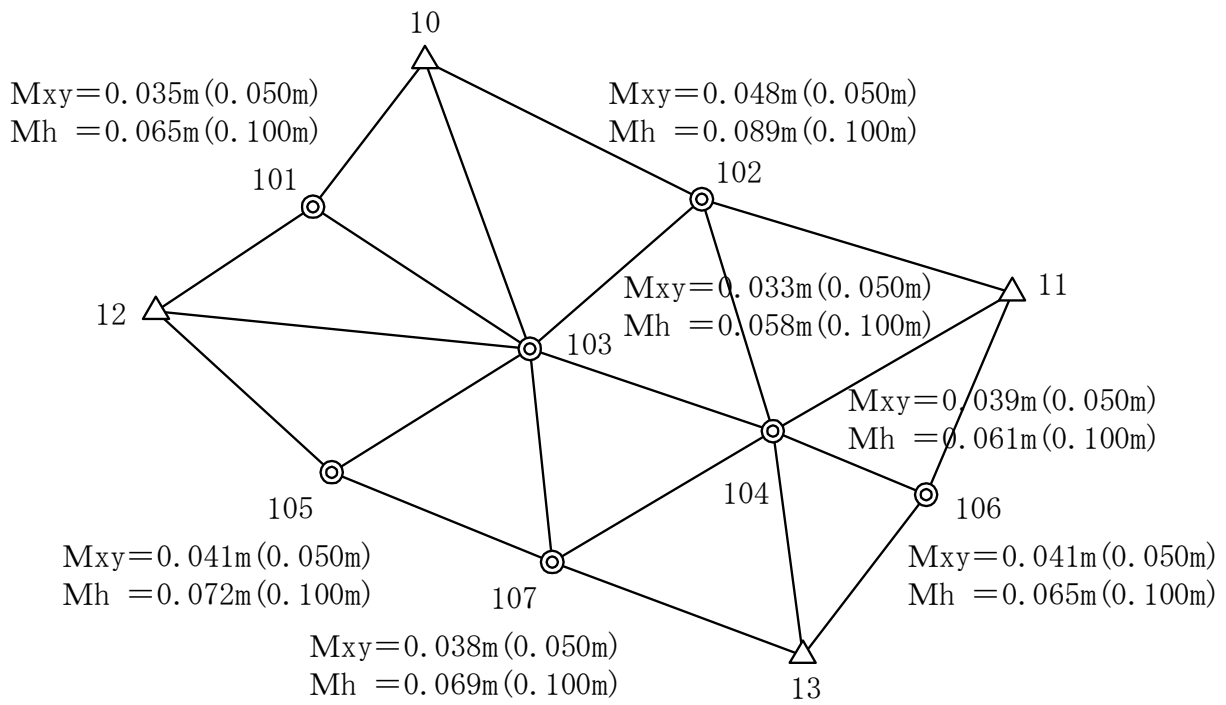 10
Mxy=0.035m(0.050m)
Mh =0.065m(0.100m)
Mxy=0.048m(0.050m)
Mh =0.089m(0.100m)
101
102
Mxy=0.033m(0.050m)
Mh =0.058m(0.100m)
11
12
103
Mxy=0.039m(0.050m)
Mh =0.061m(0.100m)
104
105
106
Mxy=0.041m(0.050m)
Mh =0.072m(0.100m)
Mxy=0.041m(0.050m)
Mh =0.065m(0.100m)
107
Mxy=0.038m(0.050m)
Mh =0.069m(0.100m)
13